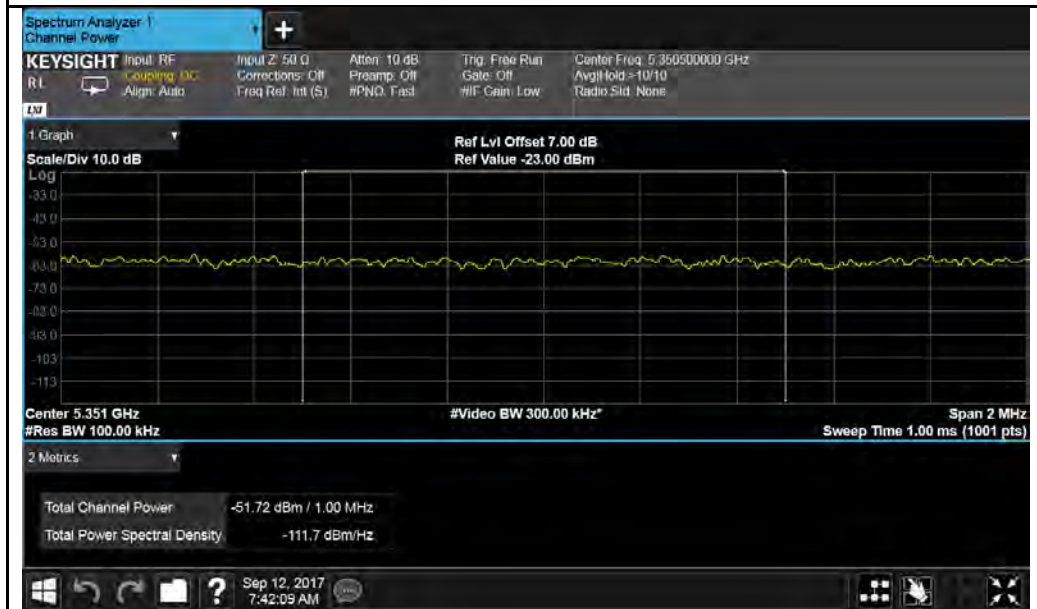 Spectrum Analyzer 1
Channel Power
+
KEYSIGHT Input: RF Input Z: 50 Ω Atten: 10 dB Trig: Free Run Center Freq: 5.350500000 GHz
RL Coupling: DC Corrections: Off Preamp: Off Gate: Off Avg|Hold:>10/10
Align: Auto Freq Ref: Int (S) #PNO: Fast #IF Gain: Low Radio Std: None
LXI
1 Graph
Ref Lvl Offset 7.00 dB
Scale/Div 10.0 dB Ref Value -23.00 dBm
Log
-33.0
-43.0
-53.0
-63.0
-73.0
-83.0
-93.0
-103
-113
Center 5.351 GHz #Video BW 300.00 kHz* Span 2 MHz
#Res BW 100.00 kHz Sweep Time 1.00 ms (1001 pts)
2 Metrics
Total Channel Power -51.72 dBm / 1.00 MHz
Total Power Spectral Density -111.7 dBm/Hz
? Sep 12, 2017
7:42:09 AM